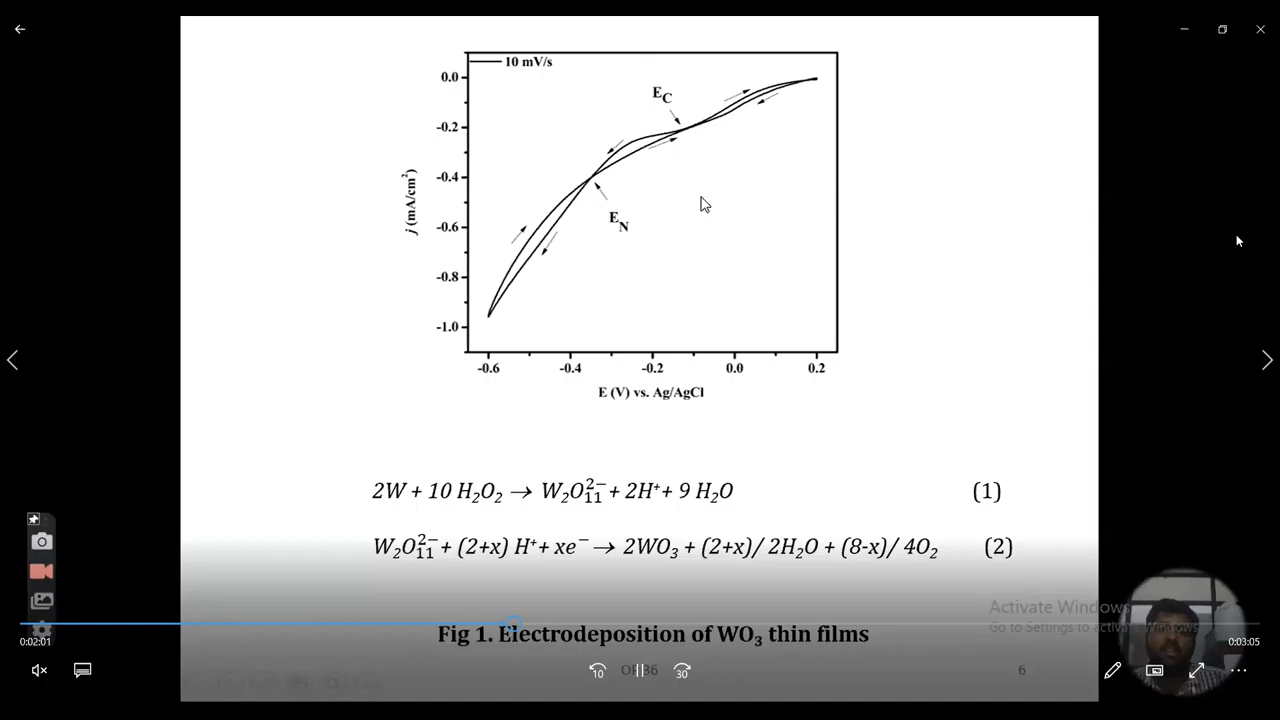 10 mV/s
0.0
-0.2
-0.4
-0.6
-0.8
-1.0
j (mA/cm²)
E_C
E_N
-0.6 -0.4 -0.2 0.0 0.2
E (V) vs. Ag/AgCl
2W + 10 H₂O₂ → W₂O₁₁²⁻ + 2H⁺ + 9 H₂O (1)
W₂O₁₁²⁻ + (2+x) H⁺ + xe⁻ → 2WO₃ + (2+x)/ 2H₂O + (8-x)/ 4O₂ (2)
Activate Windows
Go to Settings to activate Windows.
Fig 1. Electrodeposition of WO₃ thin films
0:02:01
0:03:05
10
30
6